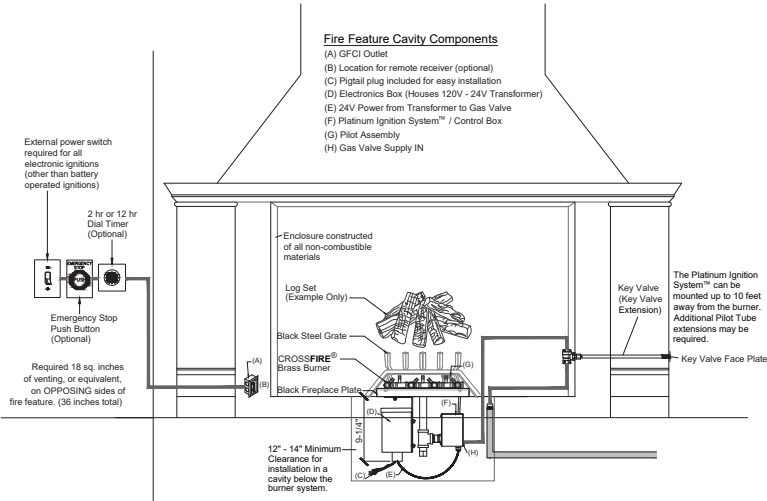 Fire Feature Cavity Components
(A) GFCI Outlet
(B) Location for remote receiver (optional)
(C) Pigtail plug included for easy installation
(D) Electronics Box (Houses 120V - 24V Transformer)
(E) 24V Power from Transformer to Gas Valve
(F) Platinum Ignition System™ / Control Box
(G) Pilot Assembly
(H) Gas Valve Supply IN
External power switch
required for all
electronic ignitions
(other than battery
operated ignitions)
2 hr or 12 hr
Dial Timer
(Optional)
EMERGENCY
STOP
PUSH
Emergency Stop
Push Button
(Optional)
Required 18 sq. inches
of venting, or equivalent,
on OPPOSING sides of
fire feature. (36 inches total)
(A)
(B)
Enclosure constructed
of all non-combustible
materials
Log Set
(Example Only)
Black Steel Grate
CROSSFIRE®
Brass Burner
Black Fireplace Plate
(G)
(D)
(F)
9-1/4"
12" - 14" Minimum
Clearance for
installation in a
cavity below the
burner system.
(C)
(E)
(H)
Key Valve
(Key Valve
Extension)
The Platinum Ignition
System™ can be
mounted up to 10 feet
away from the burner.
Additional Pilot Tube
extensions may be
required.
Key Valve Face Plate